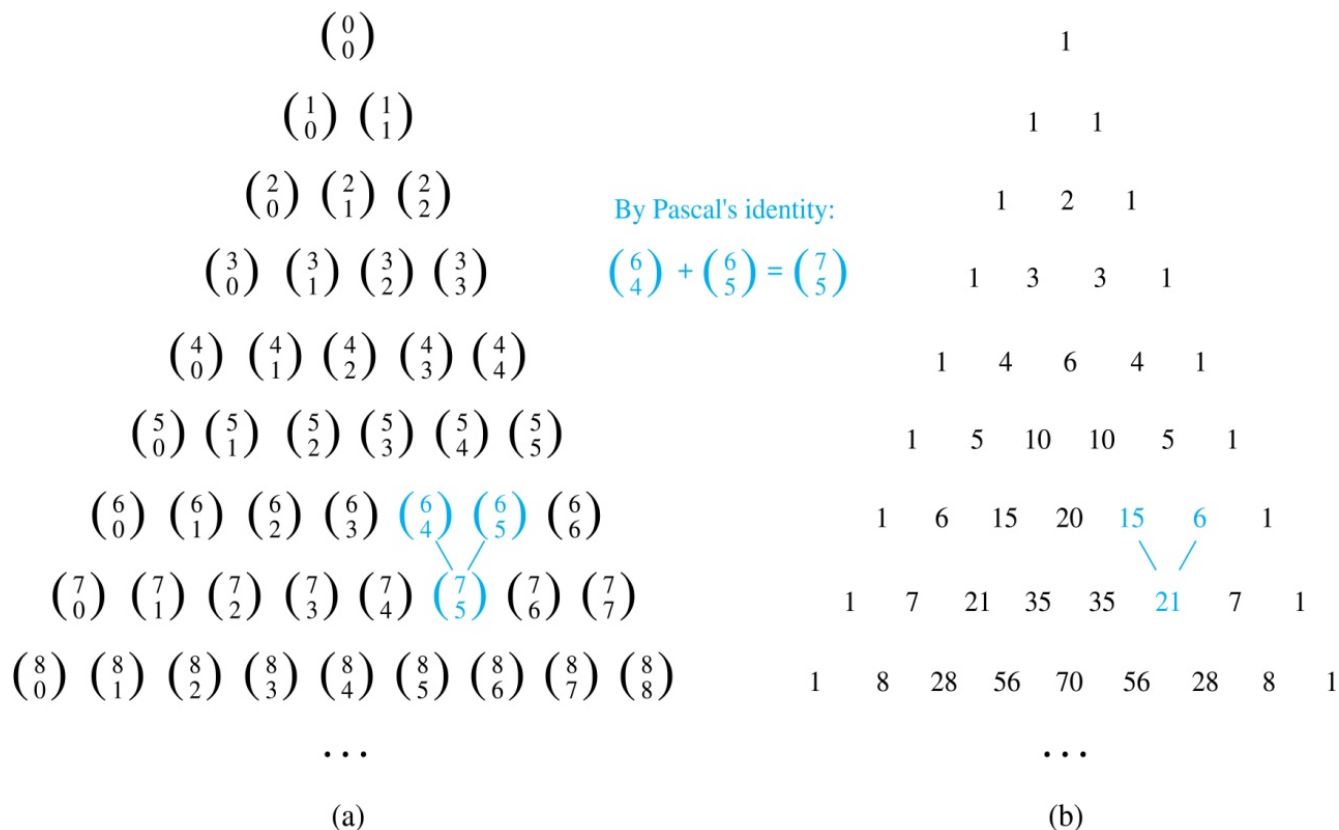 (0 0)
(1 0) (1 1)
(2 0) (2 1) (2 2)
(3 0) (3 1) (3 2) (3 3)
(4 0) (4 1) (4 2) (4 3) (4 4)
(5 0) (5 1) (5 2) (5 3) (5 4) (5 5)
(6 0) (6 1) (6 2) (6 3) (6 4) (6 5) (6 6)
(7 0) (7 1) (7 2) (7 3) (7 4) (7 5) (7 6) (7 7)
(8 0) (8 1) (8 2) (8 3) (8 4) (8 5) (8 6) (8 7) (8 8)
...
(a)
By Pascal's identity:
(6 4) + (6 5) = (7 5)
1
1 1
1 2 1
1 3 3 1
1 4 6 4 1
1 5 10 10 5 1
1 6 15 20 15 6 1
1 7 21 35 35 21 7 1
1 8 28 56 70 56 28 8 1
...
(b)